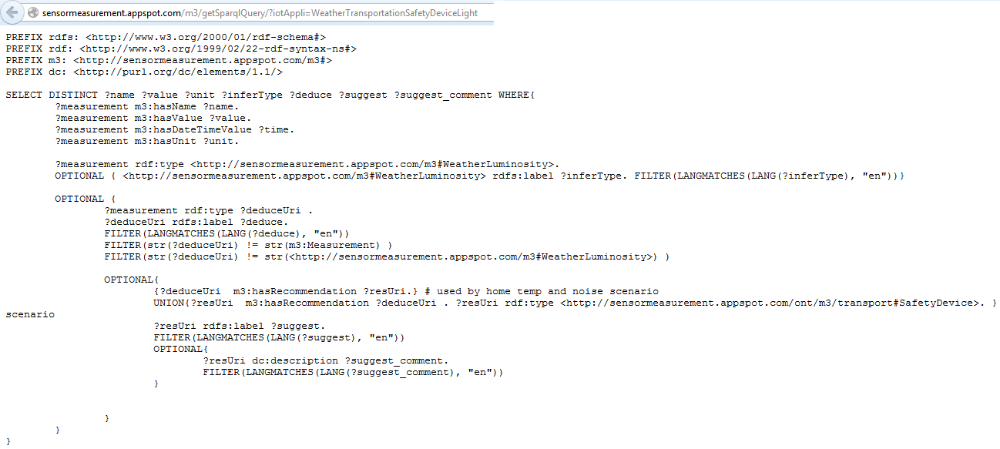 sensormeasurement.appspot.com/m3/getSparqlQuery/?iotAppli=WeatherTransportationSafetyDeviceLight
PREFIX rdfs: <http://www.w3.org/2000/01/rdf-schema#>
PREFIX rdf: <http://www.w3.org/1999/02/22-rdf-syntax-ns#>
PREFIX m3: <http://sensormeasurement.appspot.com/m3#>
PREFIX dc: <http://purl.org/dc/elements/1.1/>
SELECT DISTINCT ?name ?value ?unit ?inferType ?deduce ?suggest ?suggest_comment WHERE{
?measurement m3:hasName ?name.
?measurement m3:hasValue ?value.
?measurement m3:hasDateTimeValue ?time.
?measurement m3:hasUnit ?unit.
?measurement rdf:type <http://sensormeasurement.appspot.com/m3#WeatherLuminosity>.
OPTIONAL { <http://sensormeasurement.appspot.com/m3#WeatherLuminosity> rdfs:label ?inferType. FILTER(LANGMATCHES(LANG(?inferType), "en"))}
OPTIONAL {
?measurement rdf:type ?deduceUri .
?deduceUri rdfs:label ?deduce.
FILTER(LANGMATCHES(LANG(?deduce), "en"))
FILTER(str(?deduceUri) != str(m3:Measurement) )
FILTER(str(?deduceUri) != str(<http://sensormeasurement.appspot.com/m3#WeatherLuminosity>) )
OPTIONAL{
{?deduceUri  m3:hasRecommendation ?resUri.} # used by home temp and noise scenario
UNION{?resUri  m3:hasRecommendation ?deduceUri . ?resUri rdf:type <http://sensormeasurement.appspot.com/ont/m3/transport#SafetyDevice>. }
scenario
?resUri rdfs:label ?suggest.
FILTER(LANGMATCHES(LANG(?suggest), "en"))
OPTIONAL{
?resUri dc:description ?suggest_comment.
FILTER(LANGMATCHES(LANG(?suggest_comment), "en"))
}
}
}
}